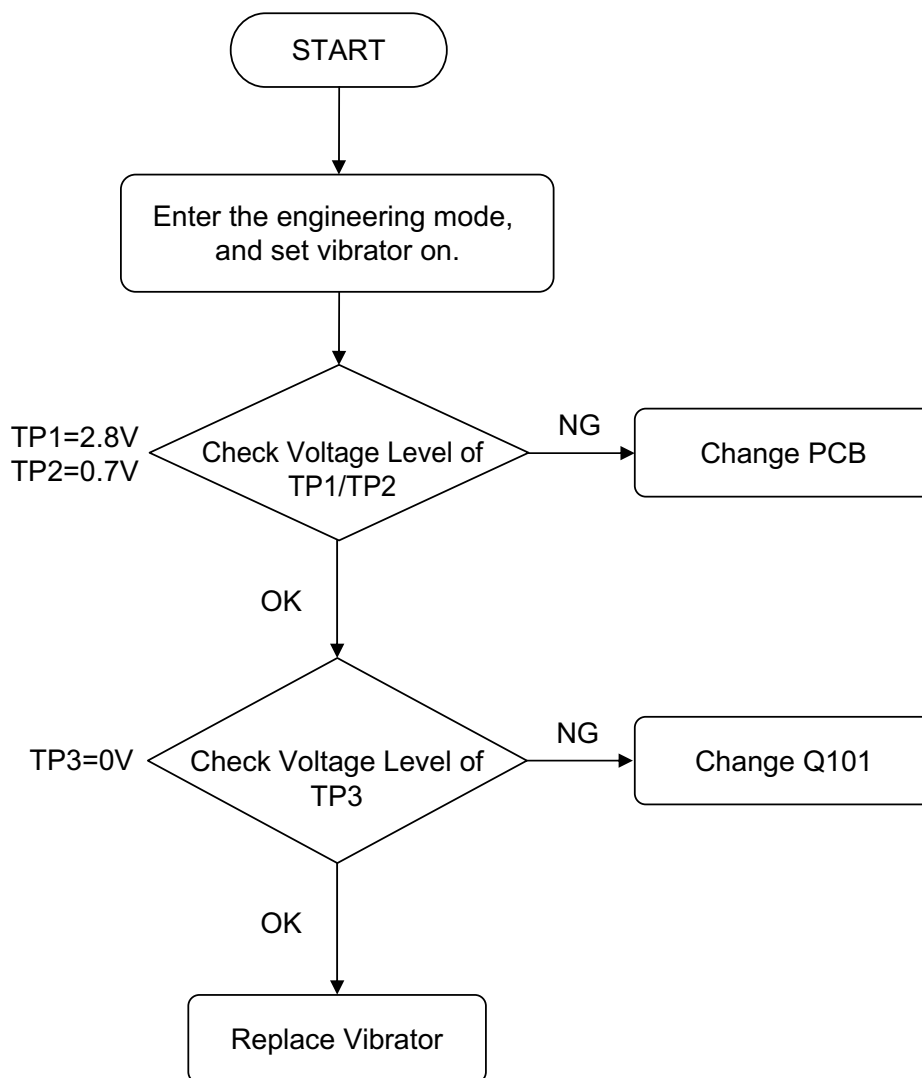 START
Enter the engineering mode,
and set vibrator on.
TP1=2.8V
TP2=0.7V
Check Voltage Level of
TP1/TP2
NG
Change PCB
OK
TP3=0V
Check Voltage Level of
TP3
NG
Change Q101
OK
Replace Vibrator